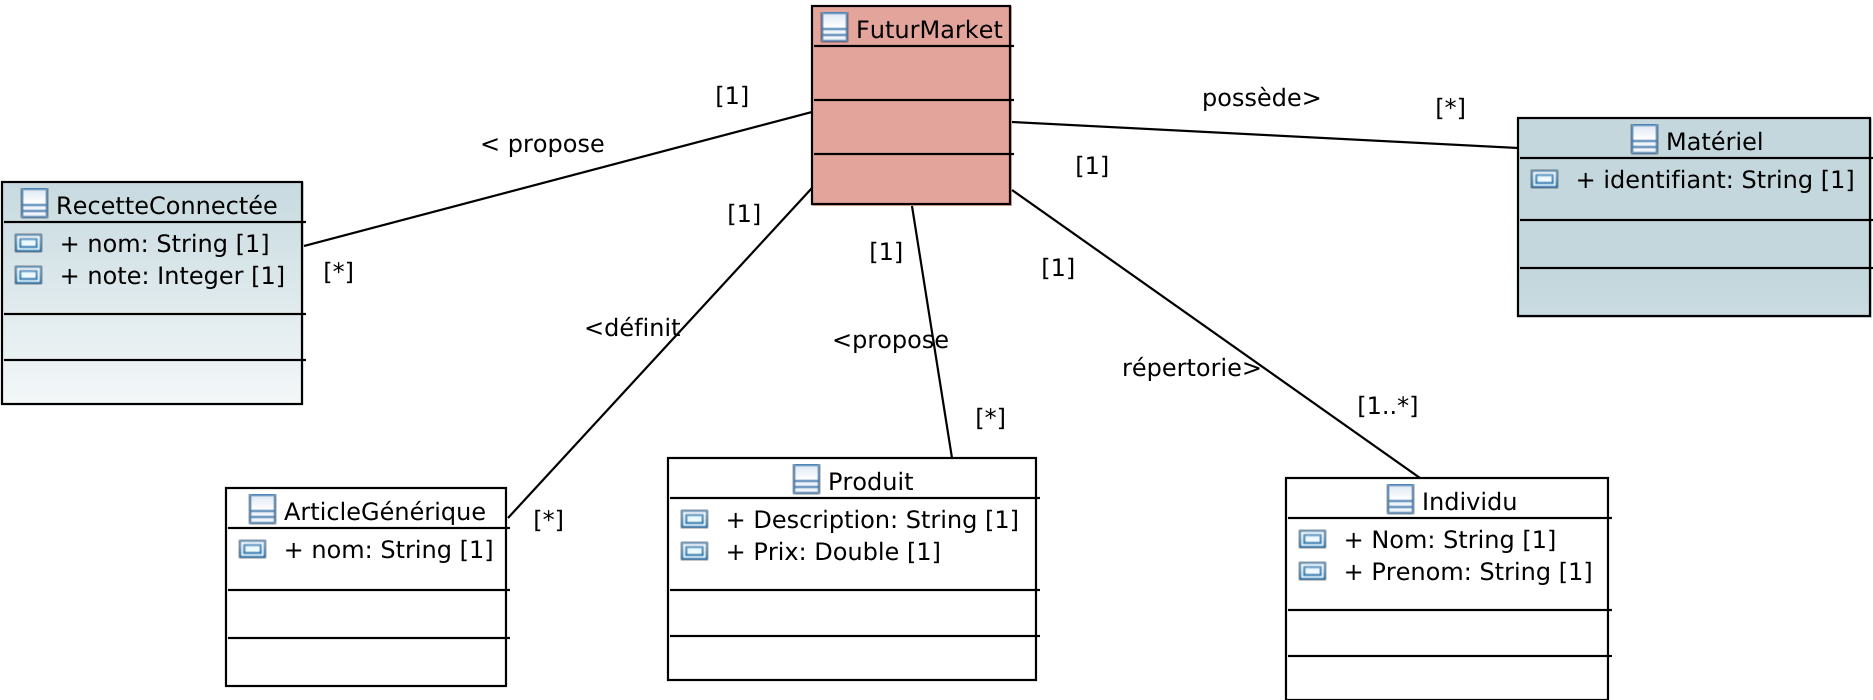 FuturMarket
[1]
< propose
[*]
possède>
[*]
[1]
Matériel
+ identifiant: String [1]
RecetteConnectée
+ nom: String [1]
+ note: Integer [1]
[1]
<définit
[*]
[1]
<propose
[*]
[1]
répertorie>
[1..*]
ArticleGénérique
+ nom: String [1]
Produit
+ Description: String [1]
+ Prix: Double [1]
Individu
+ Nom: String [1]
+ Prenom: String [1]